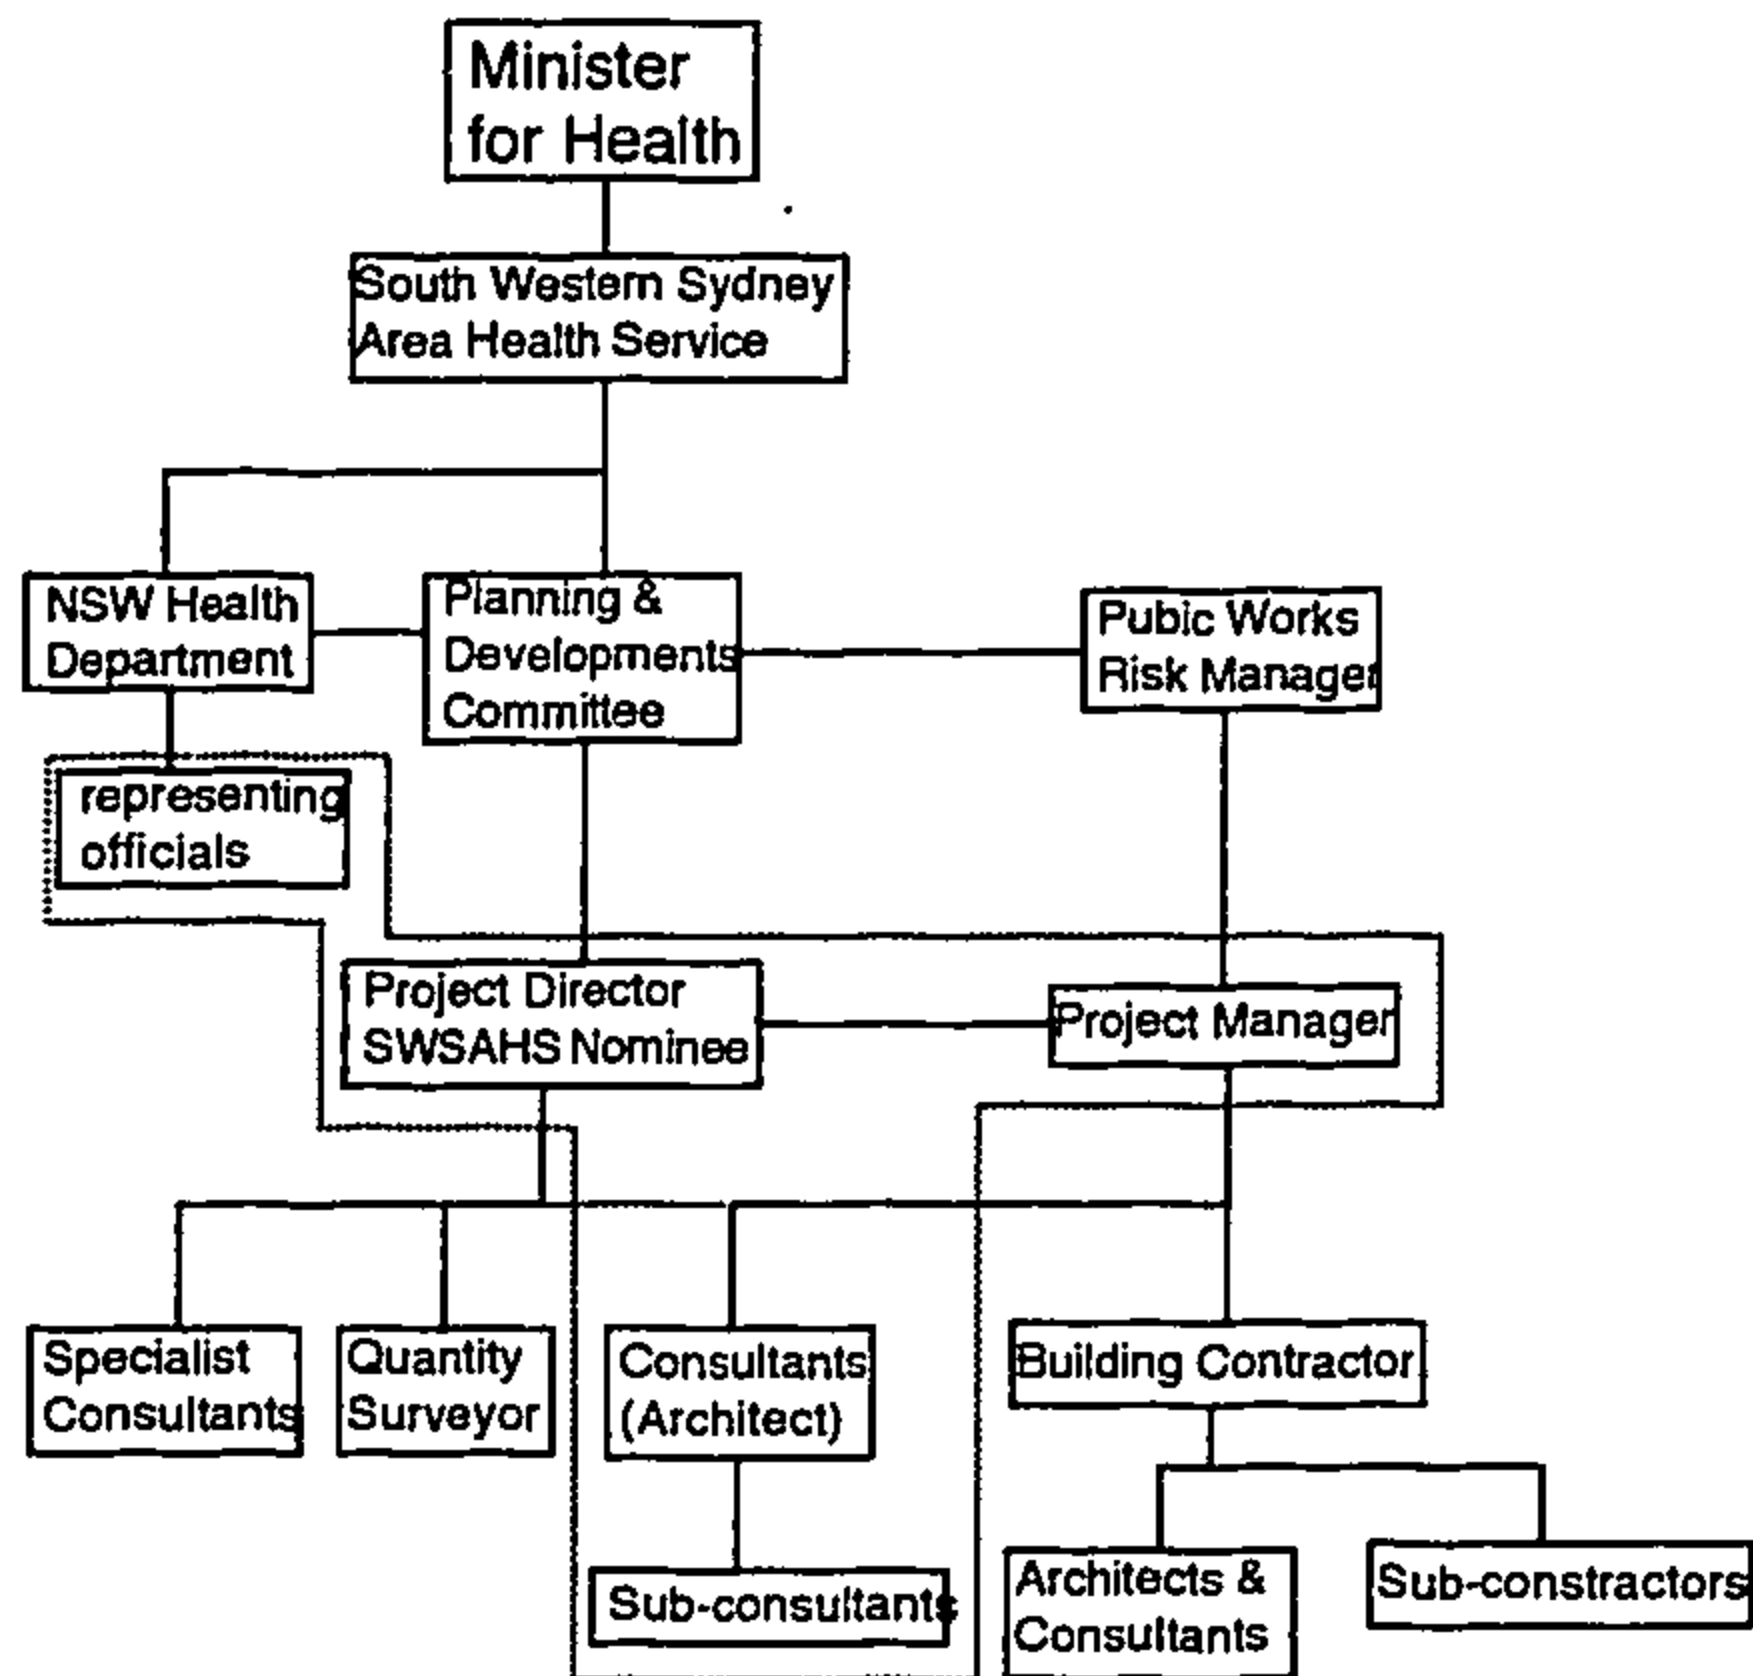 Minister
for Health
South Western Sydney
Area Health Service
NSW Health
Department
Planning &
Developments
Committee
Pubic Works
Risk Manager
representing
officials
Project Director
SWSAHS Nominee
Project Manager
Specialist
Consultants
Quantity
Surveyor
Consultants
(Architect)
Building Contractor
Sub-consultants
Architects &
Consultants
Sub-constractors